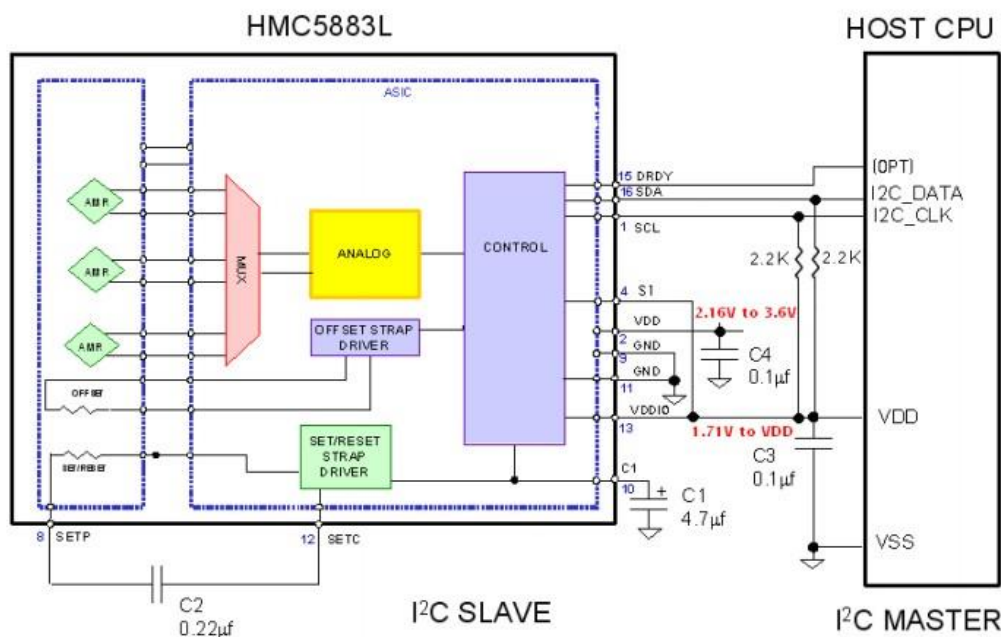 HMC5883L
HOST CPU
ASIC
AMR
AMR
AMR
MUX
ANALOG
CONTROL
OFFSET STRAP
DRIVER
OFFSET
SET/RESET
SET/RESET
STRAP
DRIVER
15 DRDY
16 SDA
1 SCL
4 S1
VDD
2
GND
9
GND
11
VDDIO
13
C1
10
(OPT)
I2C_DATA
I2C_CLK
2.2K
2.2K
2.16V to 3.6V
C4
0.1µf
1.71V to VDD
VDD
C3
0.1µf
+
C1
4.7µf
VSS
8 SETP
12 SETC
C2
0.22µf
I²C SLAVE
I²C MASTER